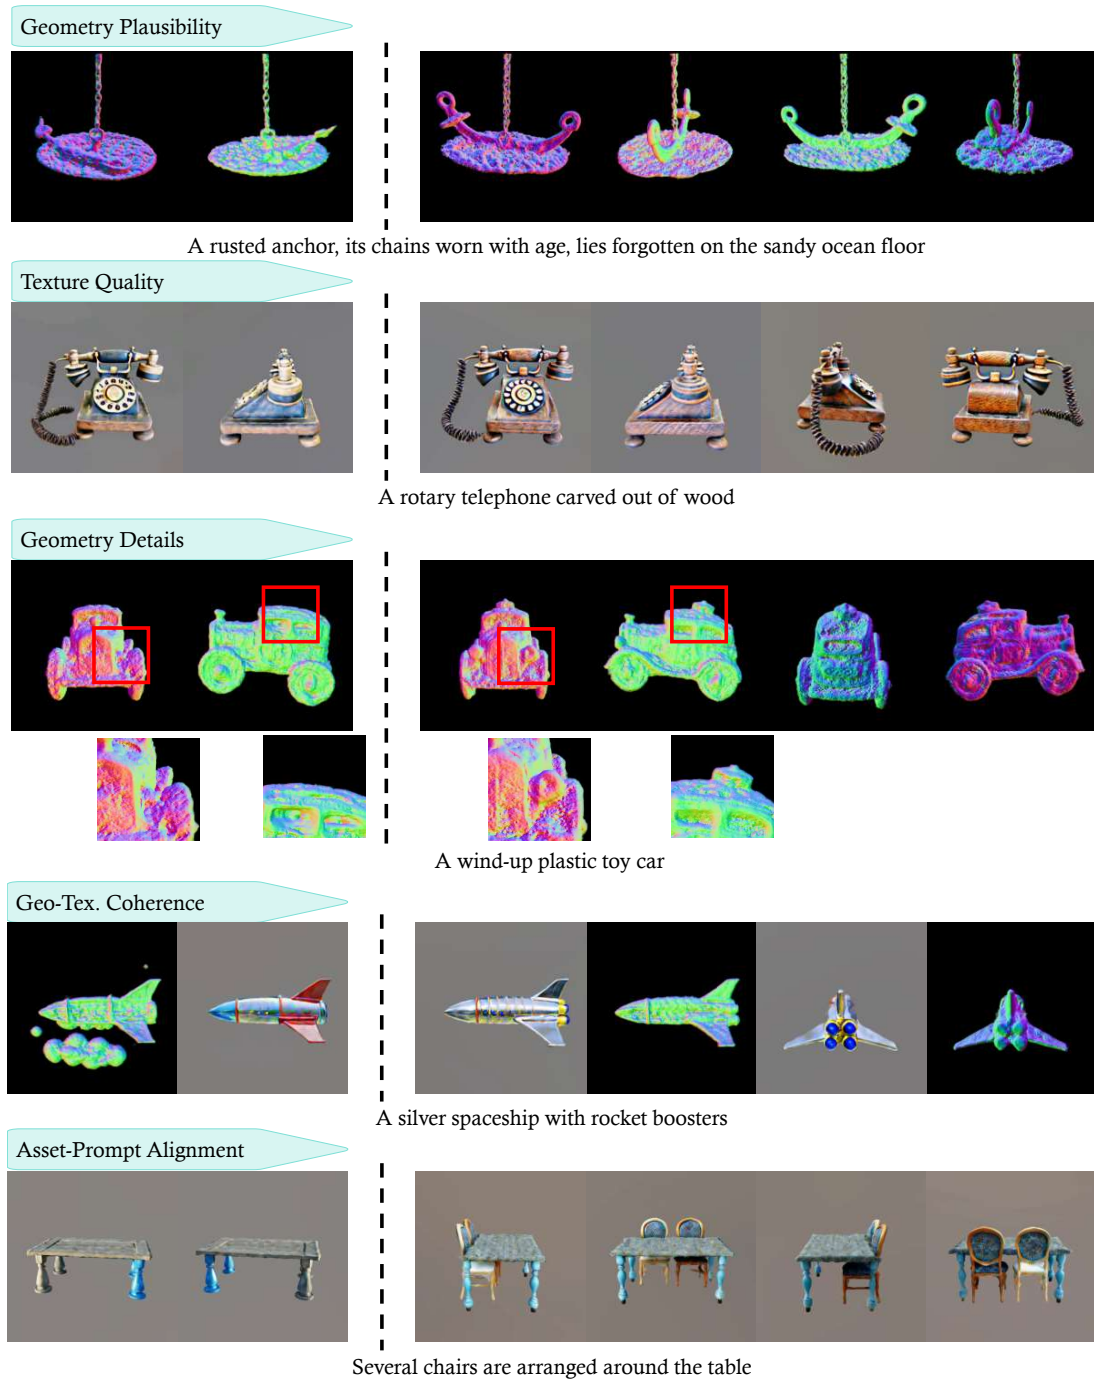 Geometry Plausibility
A rusted anchor, its chains worn with age, lies forgotten on the sandy ocean floor
Texture Quality
A rotary telephone carved out of wood
Geometry Details
A wind-up plastic toy car
Geo-Tex. Coherence
A silver spaceship with rocket boosters
Asset-Prompt Alignment
Several chairs are arranged around the table